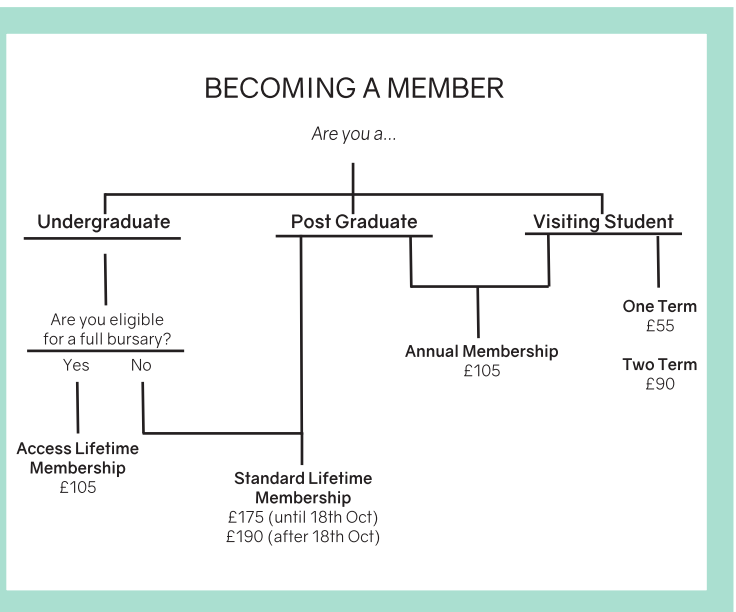 BECOMING A MEMBER
Are you a...
Undergraduate
Post Graduate
Visiting Student
Are you eligible
for a full bursary?
Yes
No
Access Lifetime
Membership
£105
Standard Lifetime
Membership
£175 (until 18th Oct)
£190 (after 18th Oct)
Annual Membership
£105
One Term
£55
Two Term
£90